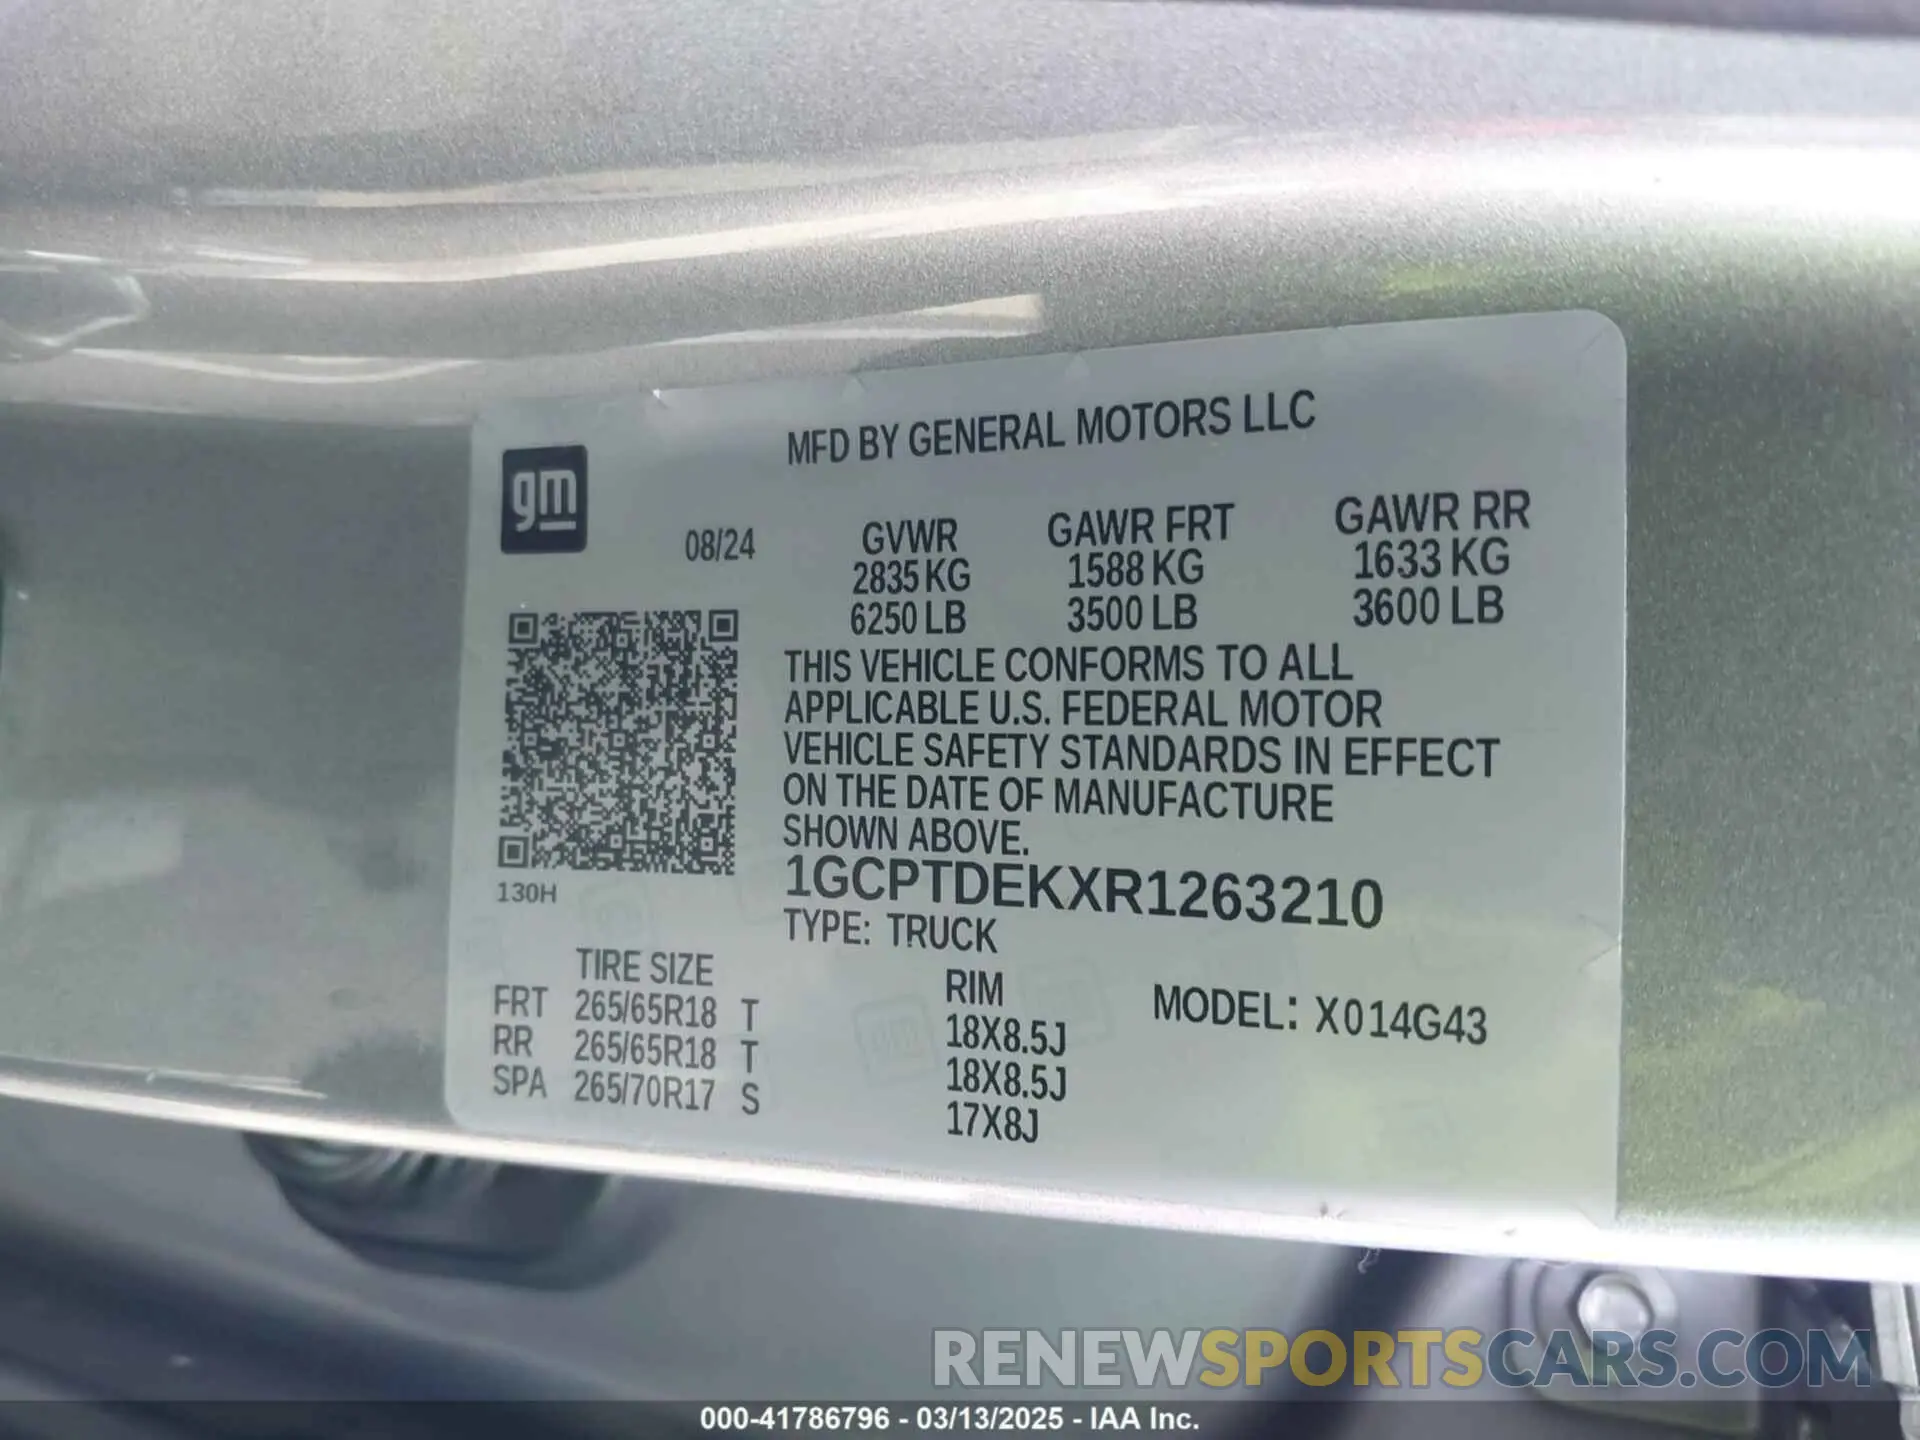 MFD BY GENERAL MOTORS LLC
gm
08/24
GVWR GAWR FRT GAWR RR
2835 KG 1588 KG 1633 KG
6250 LB 3500 LB 3600 LB
THIS VEHICLE CONFORMS TO ALL
APPLICABLE U.S. FEDERAL MOTOR
VEHICLE SAFETY STANDARDS IN EFFECT
ON THE DATE OF MANUFACTURE
SHOWN ABOVE.
130H
1GCPTDEKXR1263210
TYPE: TRUCK
TIRE SIZE RIM MODEL: X014G43
FRT 265/65R18 T 18X8.5J
RR 265/65R18 T 18X8.5J
SPA 265/70R17 S 17X8J
RENEWSPORTSCARS.COM
000-41786796 - 03/13/2025 - IAA Inc.